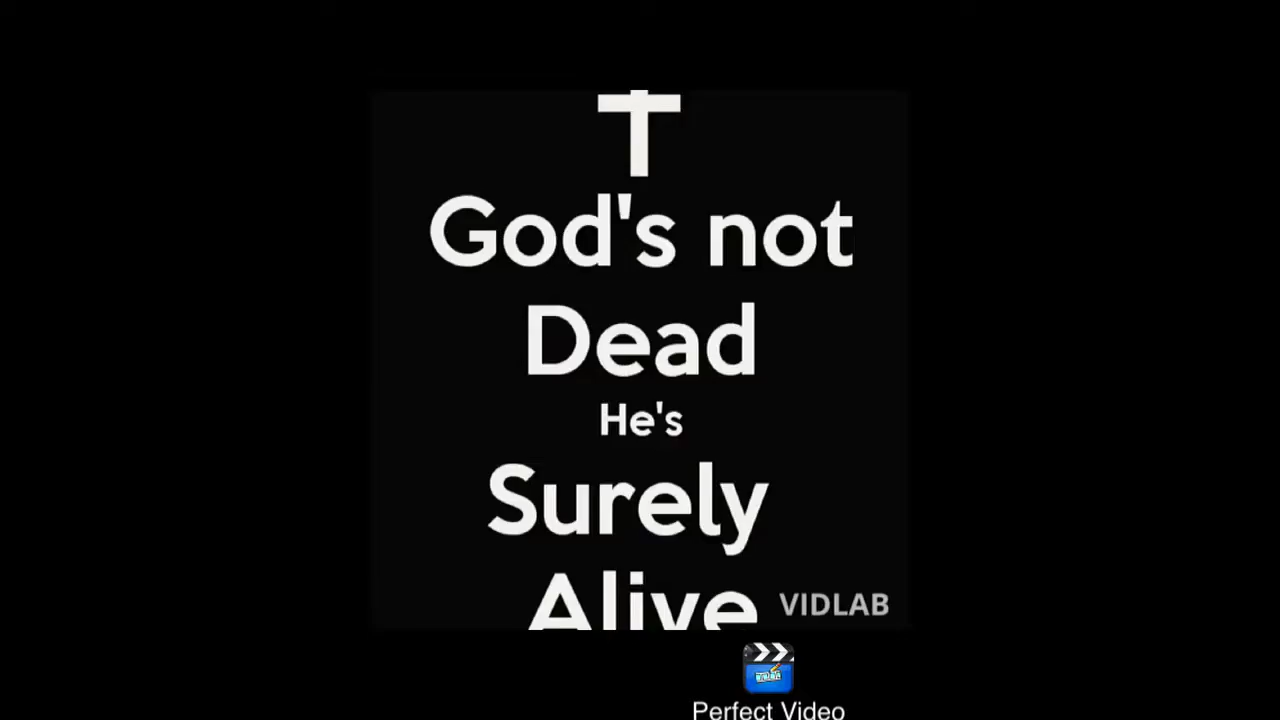 God's not
Dead
He's
Surely
Alive
VIDLAB
Perfect Video